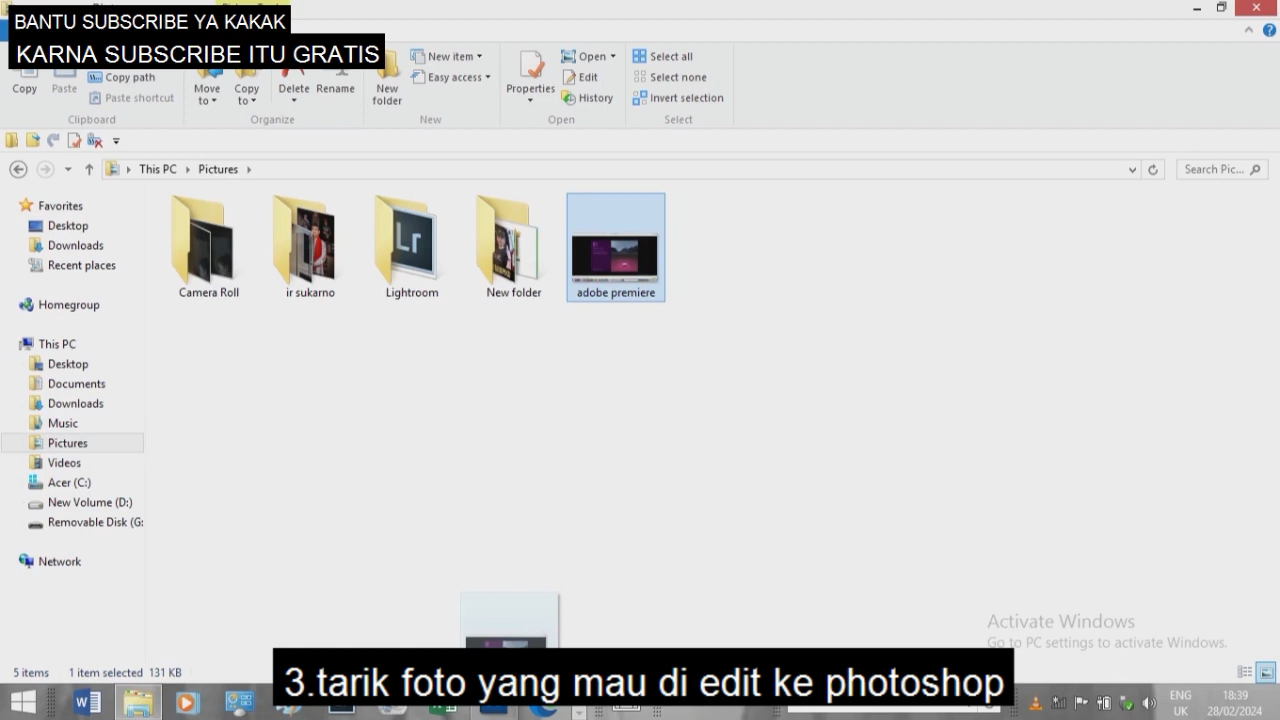 BANTU SUBSCRIBE YA KAKAK
KARNA SUBSCRIBE ITU GRATIS
Copy
Paste
Copy path
Paste shortcut
Clipboard
Move to
Copy to
Delete
Rename
Organize
New folder
New item
Easy access
New
Properties
Open
Edit
History
Open
Select all
Select none
Invert selection
Select
This PC
Pictures
Search Pic...
Favorites
Desktop
Downloads
Recent places
Homegroup
This PC
Desktop
Documents
Downloads
Music
Pictures
Videos
Acer (C:)
New Volume (D:)
Removable Disk (G:
Network
Camera Roll
ir sukarno
Lr
Lightroom
New folder
adobe premiere
Activate Windows
Go to PC settings to activate Windows.
5 items
1 item selected 131 KB
3.tarik foto yang mau di edit ke photoshop
ENG
UK
18:39
28/02/2024